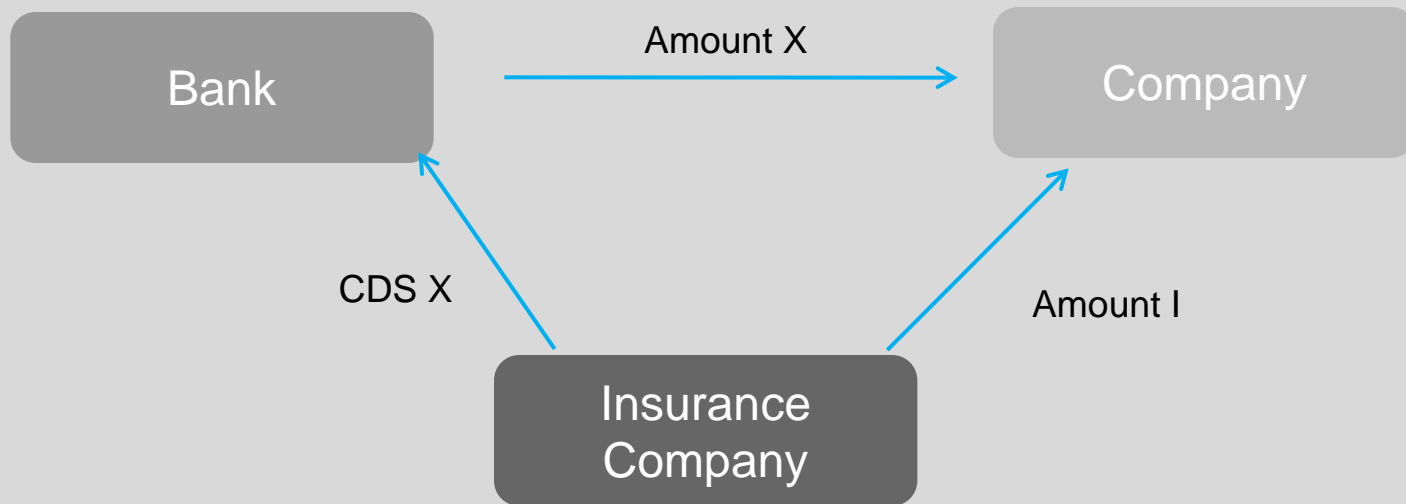 Amount X
Bank
Company
CDS X
Amount I
Insurance
Company